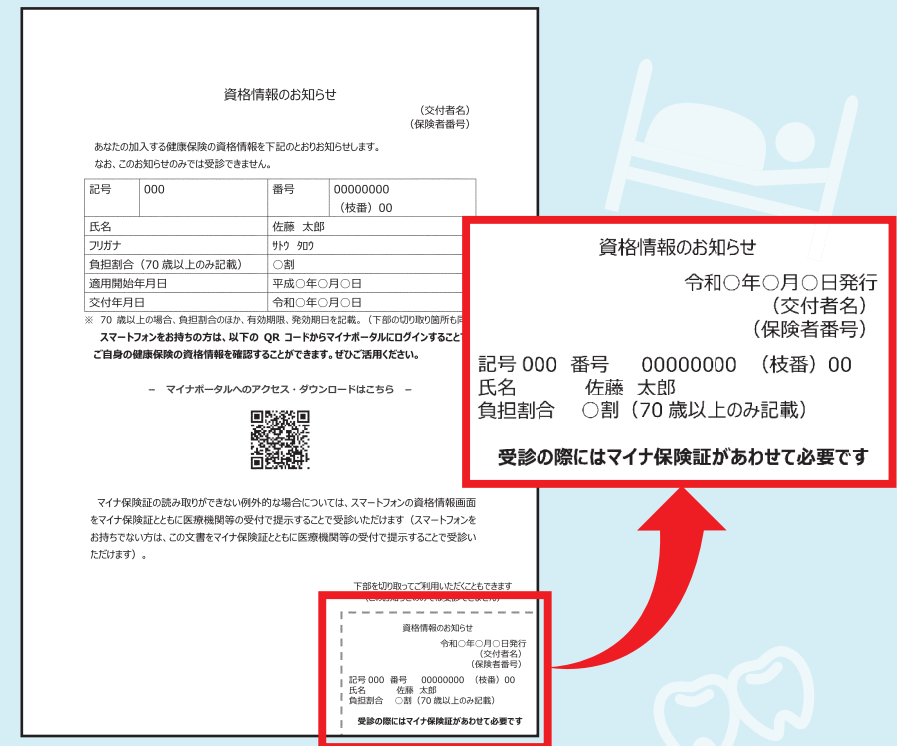 資格情報のお知らせ
（交付者名）
（保険者番号）
あなたの加入する健康保険の資格情報を下記のとおりお知らせします。
なお、このお知らせのみでは受診できません。
記号 000 番号 00000000
（枝番）00
氏名 佐藤 太郎
フリガナ ｻﾄｳ ﾀﾛｳ
負担割合（70 歳以上のみ記載） ○割
適用開始年月日 平成○年○月○日
交付年月日 令和○年○月○日
※ 70 歳以上の場合、負担割合のほか、有効期限、発効期日を記載。（下部の切り取り箇所も同
スマートフォンをお持ちの方は、以下の QR コードからマイナポータルにログインすること
ご自身の健康保険の資格情報を確認することができます。ぜひご活用ください。
－ マイナポータルへのアクセス・ダウンロードはこちら －
マイナ保険証の読み取りができない例外的な場合については、スマートフォンの資格情報画面
をマイナ保険証とともに医療機関等の受付で提示することで受診いただけます（スマートフォンを
お持ちでない方は、この文書をマイナ保険証とともに医療機関等の受付で提示することで受診い
ただけます）。
下部を切り取ってご利用いただくこともできます
資格情報のお知らせ
令和○年○月○日発行
（交付者名）
（保険者番号）
記号 000 番号 00000000 （枝番）00
氏名 佐藤 太郎
負担割合 ○割（70 歳以上のみ記載）
受診の際にはマイナ保険証があわせて必要です
資格情報のお知らせ
令和○年○月○日発行
（交付者名）
（保険者番号）
記号 000 番号 00000000 （枝番）00
氏名 佐藤 太郎
負担割合 ○割（70 歳以上のみ記載）
受診の際にはマイナ保険証があわせて必要です